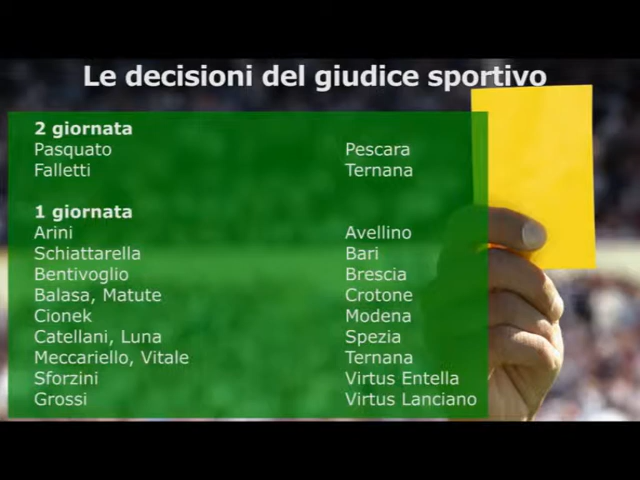 Le decisioni del giudice sportivo
2 giornata
Pasquato Pescara
Falletti Ternana
1 giornata
Arini Avellino
Schiattarella Bari
Bentivoglio Brescia
Balasa, Matute Crotone
Cionek Modena
Catellani, Luna Spezia
Meccariello, Vitale Ternana
Sforzini Virtus Entella
Grossi Virtus Lanciano